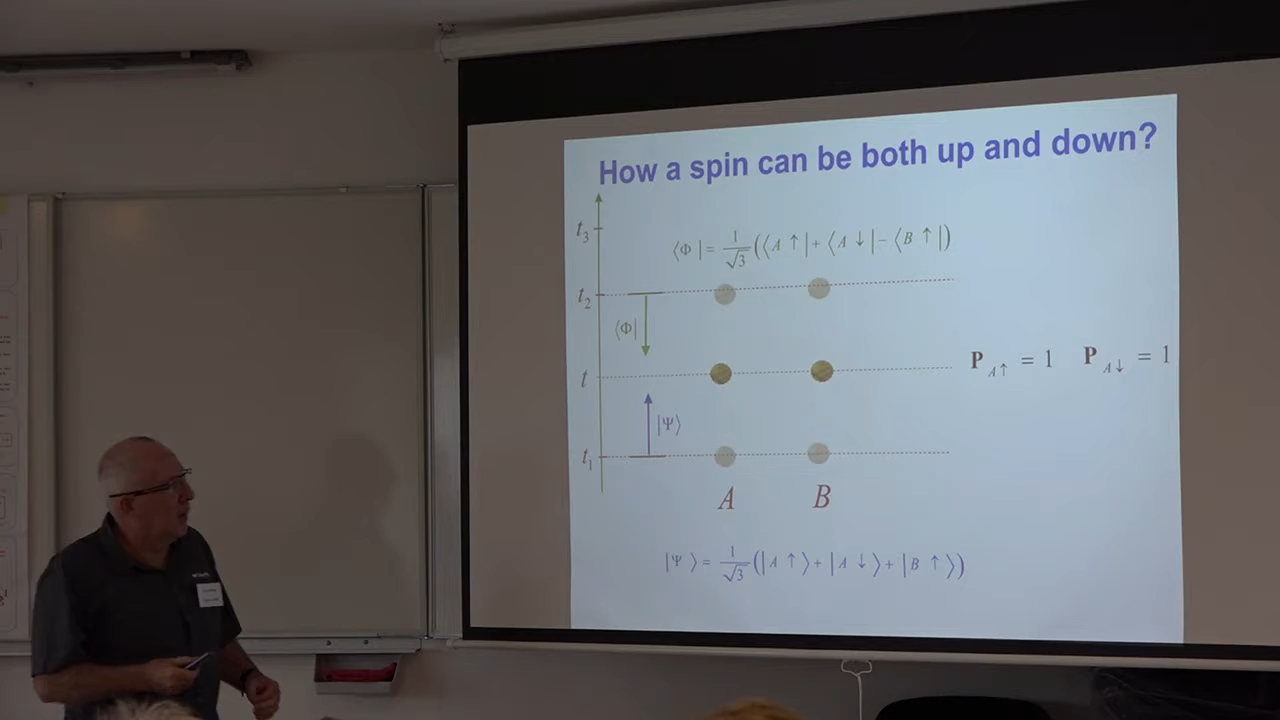 How a spin can be both up and down?
t₃
⟨Φ| = 1/√3 (⟨A ↑| + ⟨A ↓| − ⟨B ↑|)
t₂
⟨Φ|
t
P A↑ = 1 P A↓ = 1
|Ψ⟩
t₁
A B
|Ψ⟩ = 1/√3 (|A ↑⟩ + |A ↓⟩ + |B ↑⟩)